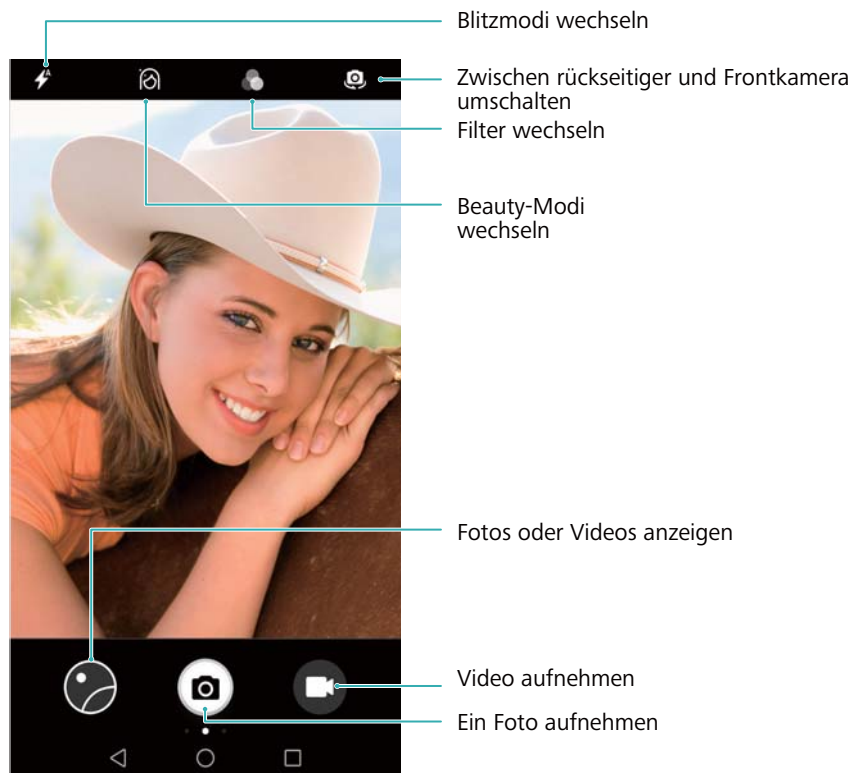 Blitzmodi wechseln
Zwischen rückseitiger und Frontkamera
umschalten
Filter wechseln
Beauty-Modi
wechseln
Fotos oder Videos anzeigen
Video aufnehmen
Ein Foto aufnehmen